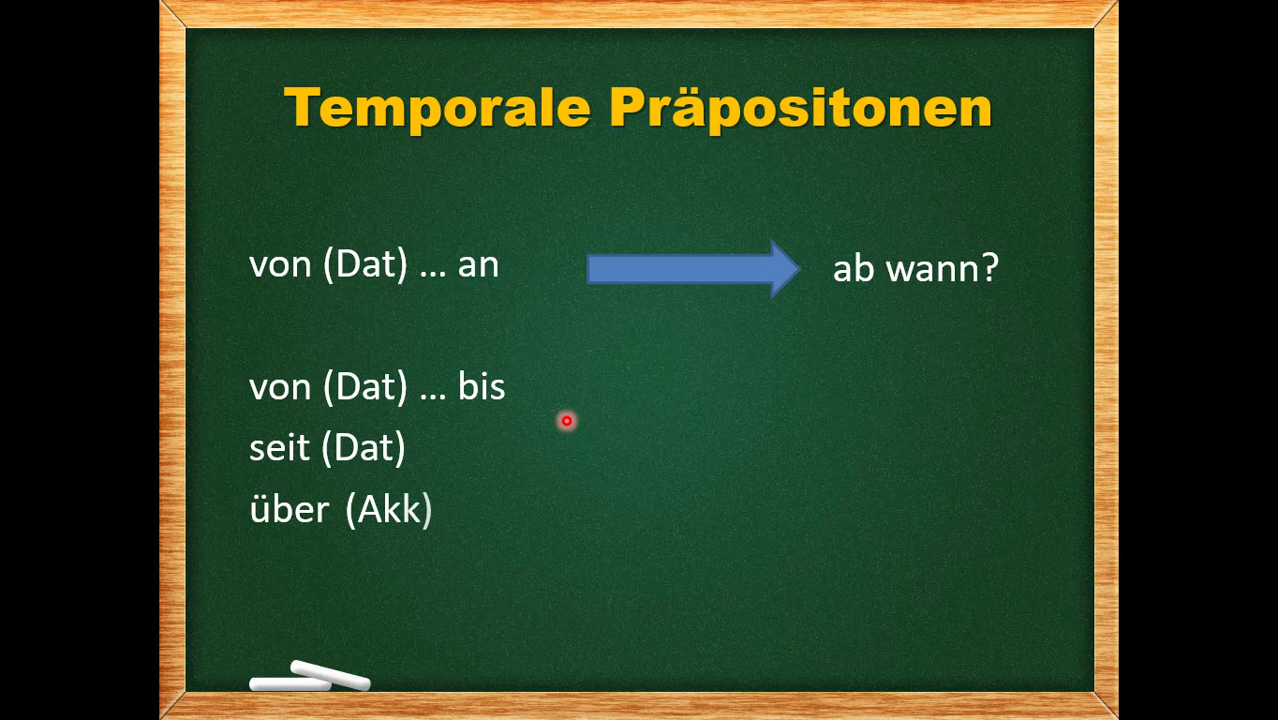 Temporale Präpositonen
von (Dat) ... an
ab wann?
von (Dat) ... bis
seit (Dat)
über (Akk)